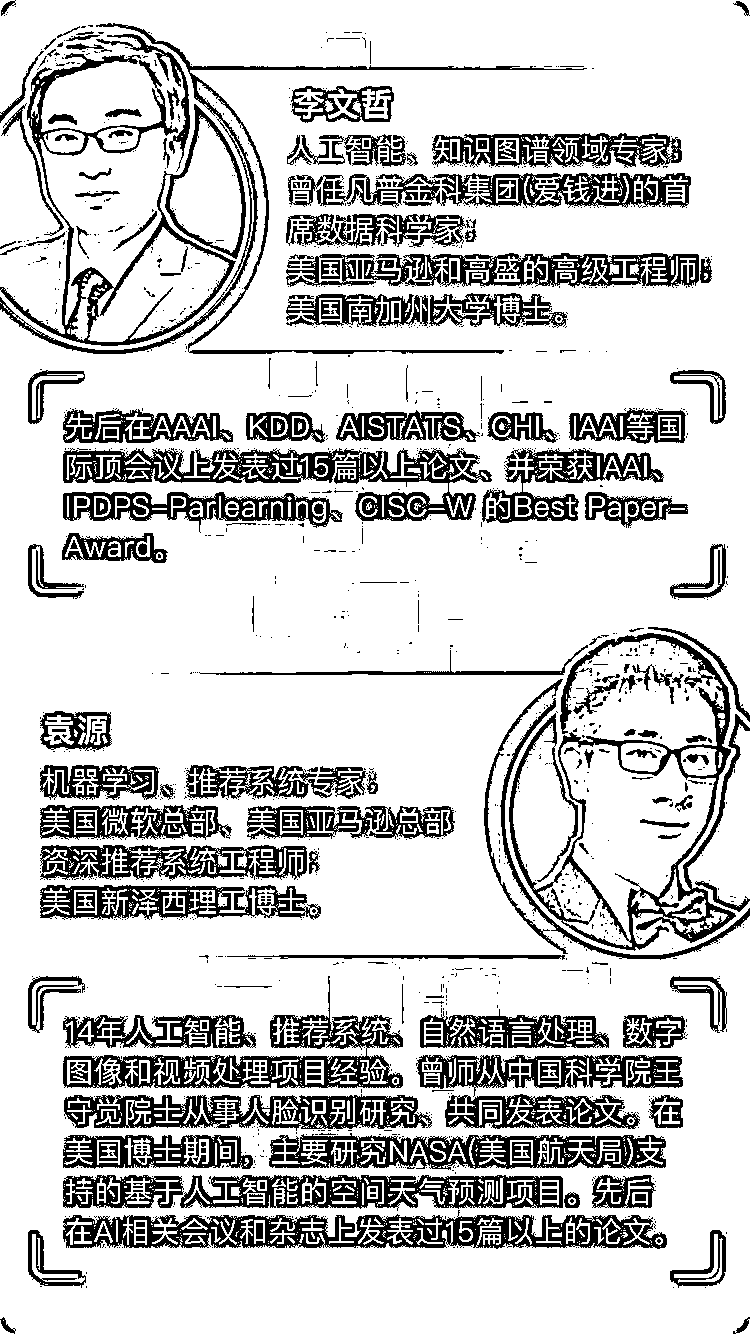 李文哲
人工智能、知识图谱领域专家；
曾任凡普金科集团(爱钱进)的首
席数据科学家；
美国亚马逊和高盛的高级工程师；
美国南加州大学博士。
先后在AAAI、KDD、AISTATS、CHI、IAAI等国
际顶会议上发表过15篇以上论文、并荣获IAAI、
IPDPS-Parlearning、CISC-W 的Best Paper-
Award。
袁源
机器学习、推荐系统专家；
美国微软总部、美国亚马逊总部
资深推荐系统工程师；
美国新泽西理工博士。
14年人工智能、推荐系统、自然语言处理、数字
图像和视频处理项目经验。曾师从中国科学院王
守觉院士从事人脸识别研究、共同发表论文。在
美国博士期间，主要研究NASA(美国航天局)支
持的基于人工智能的空间天气预测项目。先后
在AI相关会议和杂志上发表过15篇以上的论文。